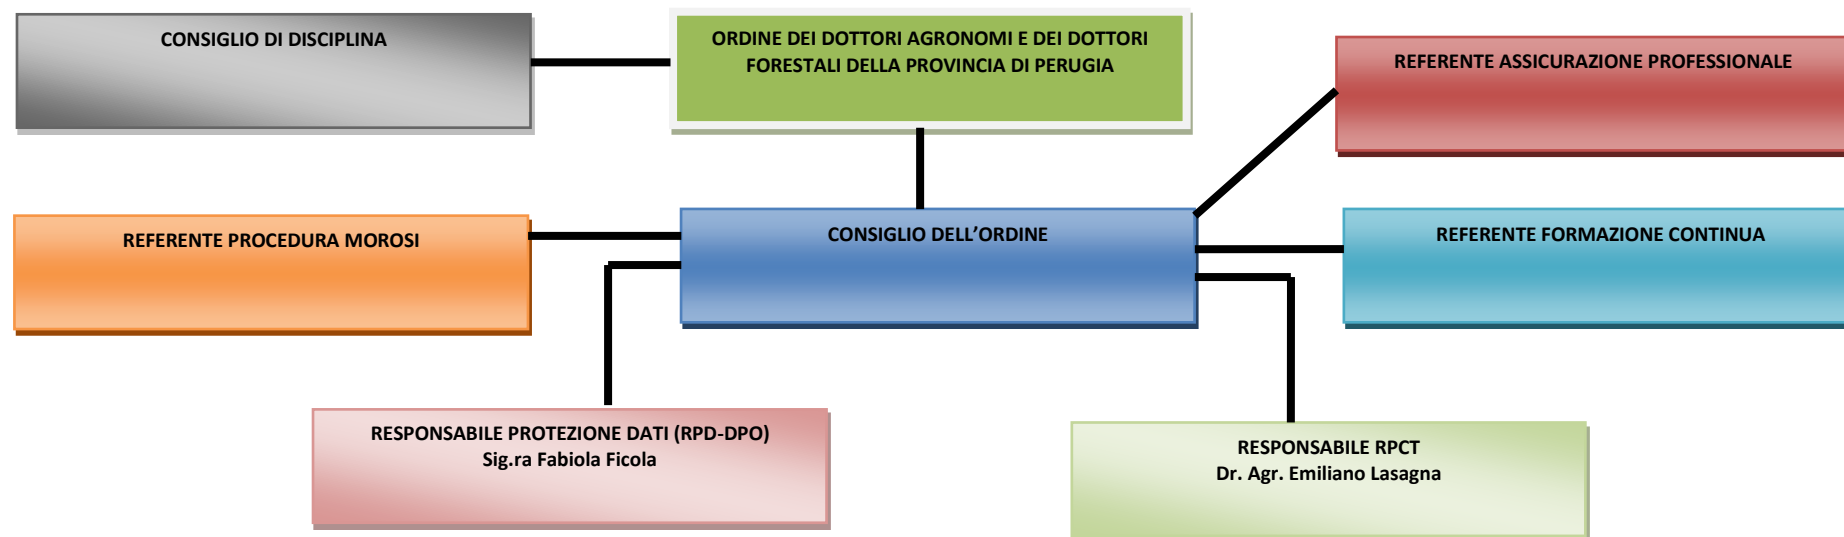 CONSIGLIO DI DISCIPLINA
ORDINE DEI DOTTORI AGRONOMI E DEI DOTTORI
FORESTALI DELLA PROVINCIA DI PERUGIA
REFERENTE ASSICURAZIONE PROFESSIONALE
REFERENTE PROCEDURA MOROSI
CONSIGLIO DELL’ORDINE
REFERENTE FORMAZIONE CONTINUA
RESPONSABILE PROTEZIONE DATI (RPD-DPO)
Sig.ra Fabiola Ficola
RESPONSABILE RPCT
Dr. Agr. Emiliano Lasagna